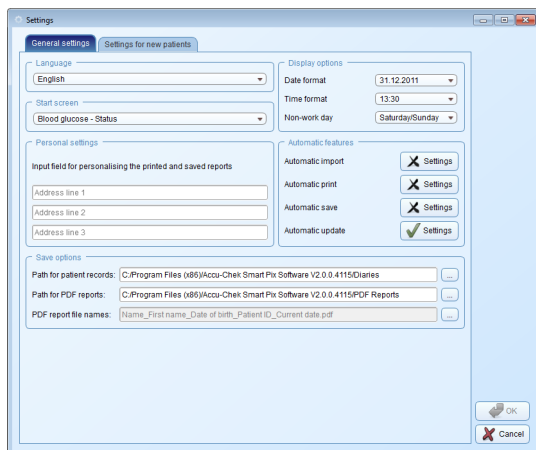 Settings
General settings
Settings for new patients
Language
English
Start screen
Blood glucose - Status
Display options
Date format 31.12.2011
Time format 13:30
Non-work day Saturday/Sunday
Personal settings
Input field for personalising the printed and saved reports
Address line 1
Address line 2
Address line 3
Automatic features
Automatic import Settings
Automatic print Settings
Automatic save Settings
Automatic update Settings
Save options
Path for patient records: C:/Program Files (x86)/Accu-Chek Smart Pix Software V2.0.0.4115/Diaries ...
Path for PDF reports: C:/Program Files (x86)/Accu-Chek Smart Pix Software V2.0.0.4115/PDF Reports ...
PDF report file names: Name_First name_Date of birth_Patient ID_Current date.pdf ...
OK
Cancel